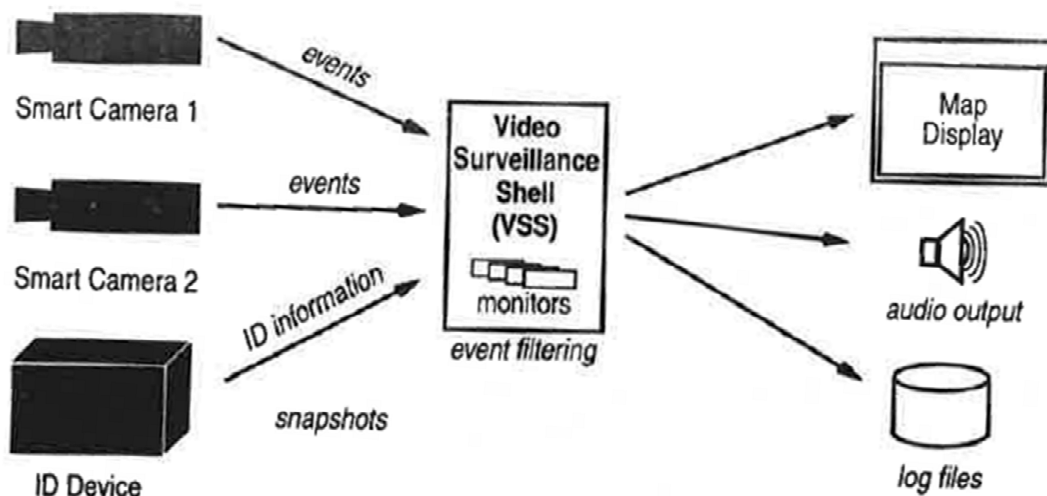 Smart Camera 1
events
Smart Camera 2
events
ID Device
ID information
snapshots
Video
Surveillance
Shell
(VSS)
monitors
event filtering
Map
Display
audio output
log files